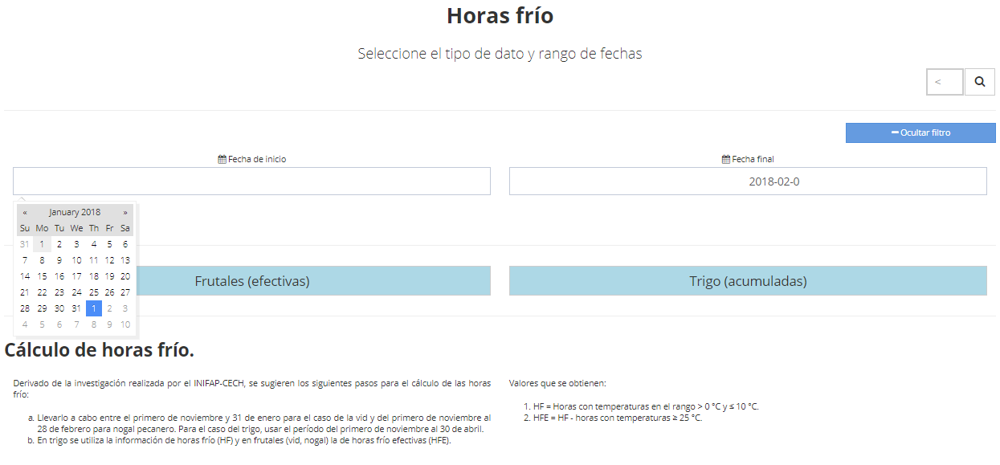 Horas frío
Seleccione el tipo de dato y rango de fechas
<
Ocultar filtro
Fecha de inicio
Fecha final
2018-02-0
« January 2018 »
Su Mo Tu We Th Fr Sa
31 1 2 3 4 5 6
7 8 9 10 11 12 13
14 15 16 17 18 19 20
21 22 23 24 25 26 27
28 29 30 31 1 2 3
4 5 6 7 8 9 10
Frutales (efectivas)
Trigo (acumuladas)
Cálculo de horas frío.
Derivado de la investigación realizada por el INIFAP-CECH, se sugieren los siguientes pasos para el cálculo de las horas
frío:
a. Llevarlo a cabo entre el primero de noviembre y 31 de enero para el caso de la vid y del primero de noviembre al
28 de febrero para nogal pecanero. Para el caso del trigo, usar el período del primero de noviembre al 30 de abril.
b. En trigo se utiliza la información de horas frío (HF) y en frutales (vid, nogal) la de horas frío efectivas (HFE).
Valores que se obtienen:
1. HF = Horas con temperaturas en el rango > 0 °C y ≤ 10 °C.
2. HFE = HF - horas con temperaturas ≥ 25 °C.